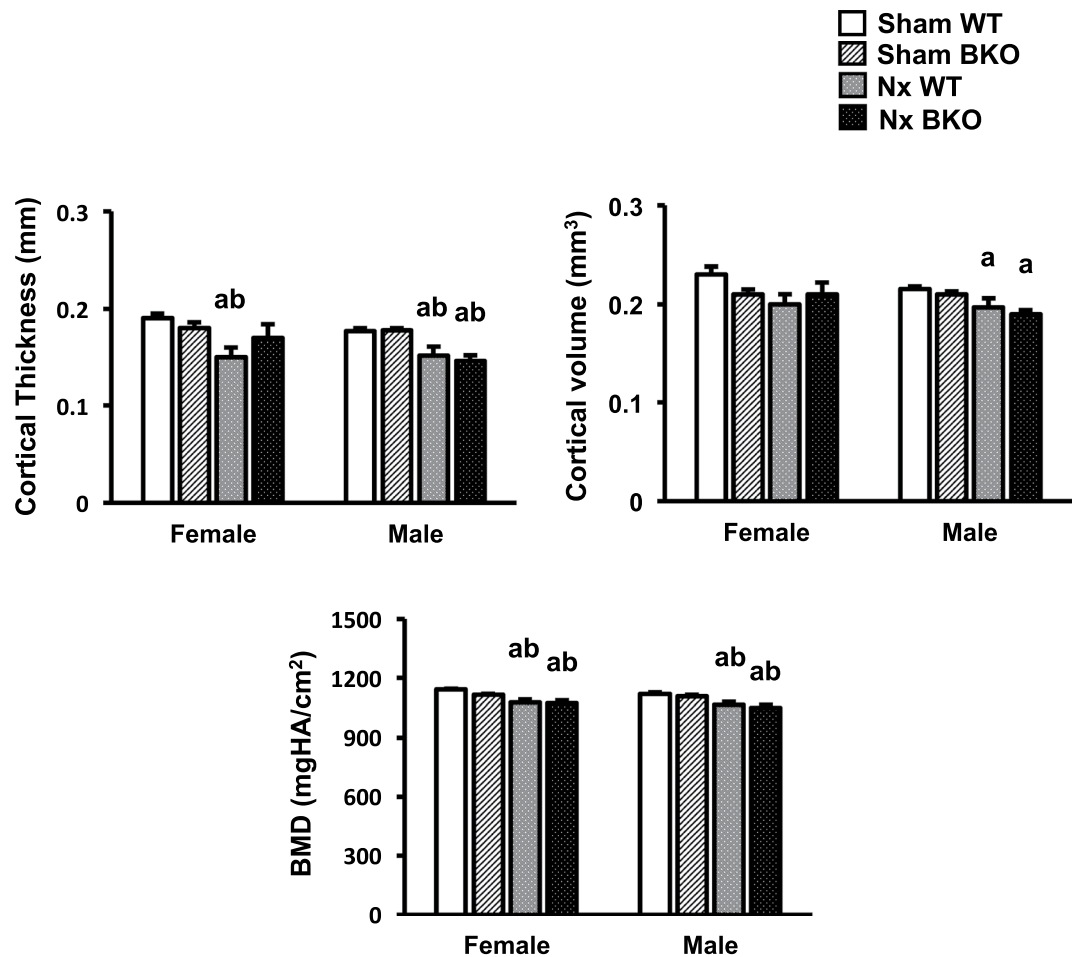 Sham WT
Sham BKO
Nx WT
Nx BKO
Cortical Thickness (mm)
0.3
0.2
0.1
0
ab
ab
ab
Female
Male
Cortical volume (mm³)
0.3
0.2
0.1
0
a
a
Female
Male
BMD (mgHA/cm²)
1500
1200
900
600
300
0
ab
ab
ab
ab
Female
Male